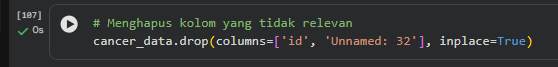 [107]
# Menghapus kolom yang tidak relevan
0s
cancer_data.drop(columns=['id', 'Unnamed: 32'], inplace=True)